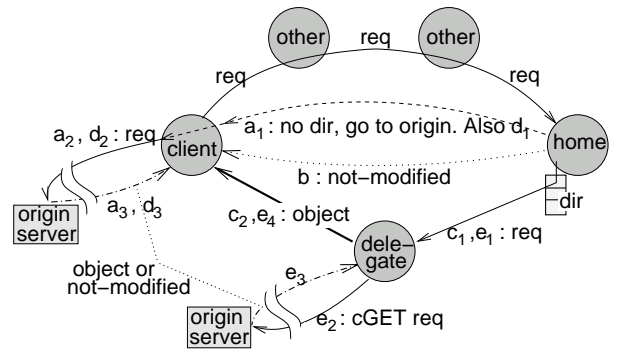 other
req
other
req
req
a₂, d₂ : req
a₁ : no dir, go to origin. Also d₁
client
home
b : not−modified
a₃, d₃
origin
server
dir
c₂,e₄ : object
c₁,e₁ : req
dele−
gate
object or
not−modified
e₃
origin
server
e₂ : cGET req